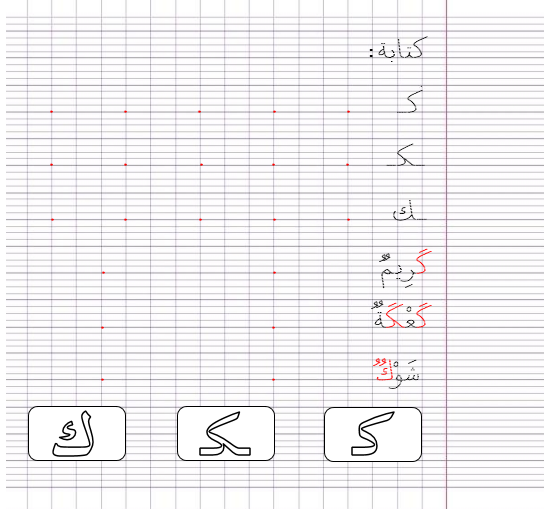 كتابة:
كـ
ـكـ
ـك
كَرِيمٌ
كَعْكَةٌ
شَوْكٌ
كـ ـكـ ك